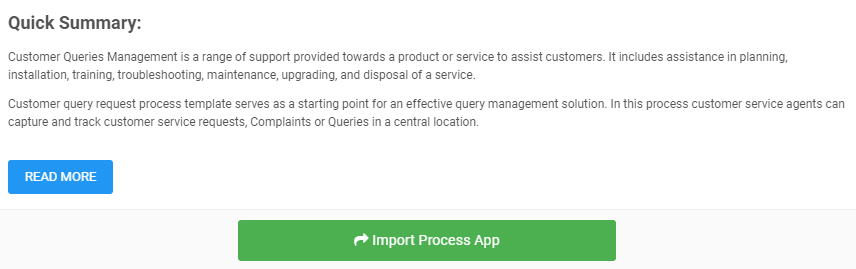 Quick Summary:
Customer Queries Management is a range of support provided towards a product or service to assist customers. It includes assistance in planning,
installation, training, troubleshooting, maintenance, upgrading, and disposal of a service.
Customer query request process template serves as a starting point for an effective query management solution. In this process customer service agents can
capture and track customer service requests, Complaints or Queries in a central location.
READ MORE
Import Process App